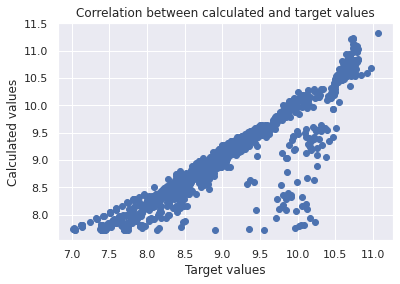 Correlation between calculated and target values
11.5
11.0
10.5
10.0
9.5
9.0
8.5
8.0
Calculated values
7.0 7.5 8.0 8.5 9.0 9.5 10.0 10.5 11.0
Target values